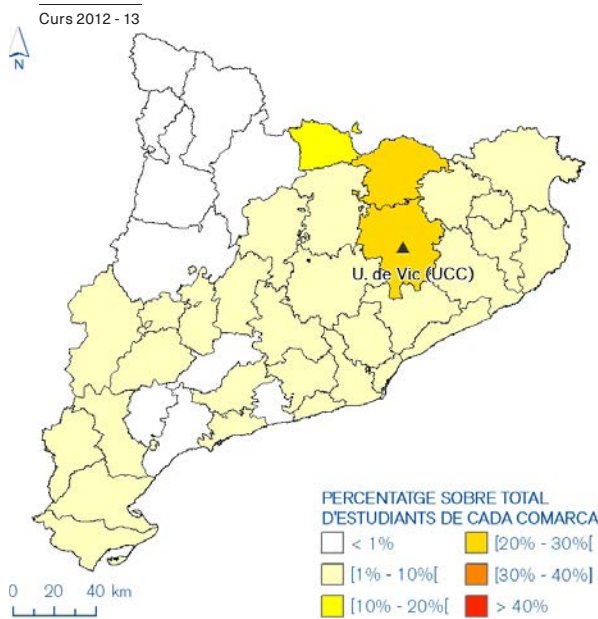 Curs 2012 - 13
N
U. de Vic (UCC)
PERCENTATGE SOBRE TOTAL
D'ESTUDIANTS DE CADA COMARCA
< 1%
[20% - 30%[
[1% - 10%[
[30% - 40%]
[10% - 20%[
> 40%
0 20 40 km